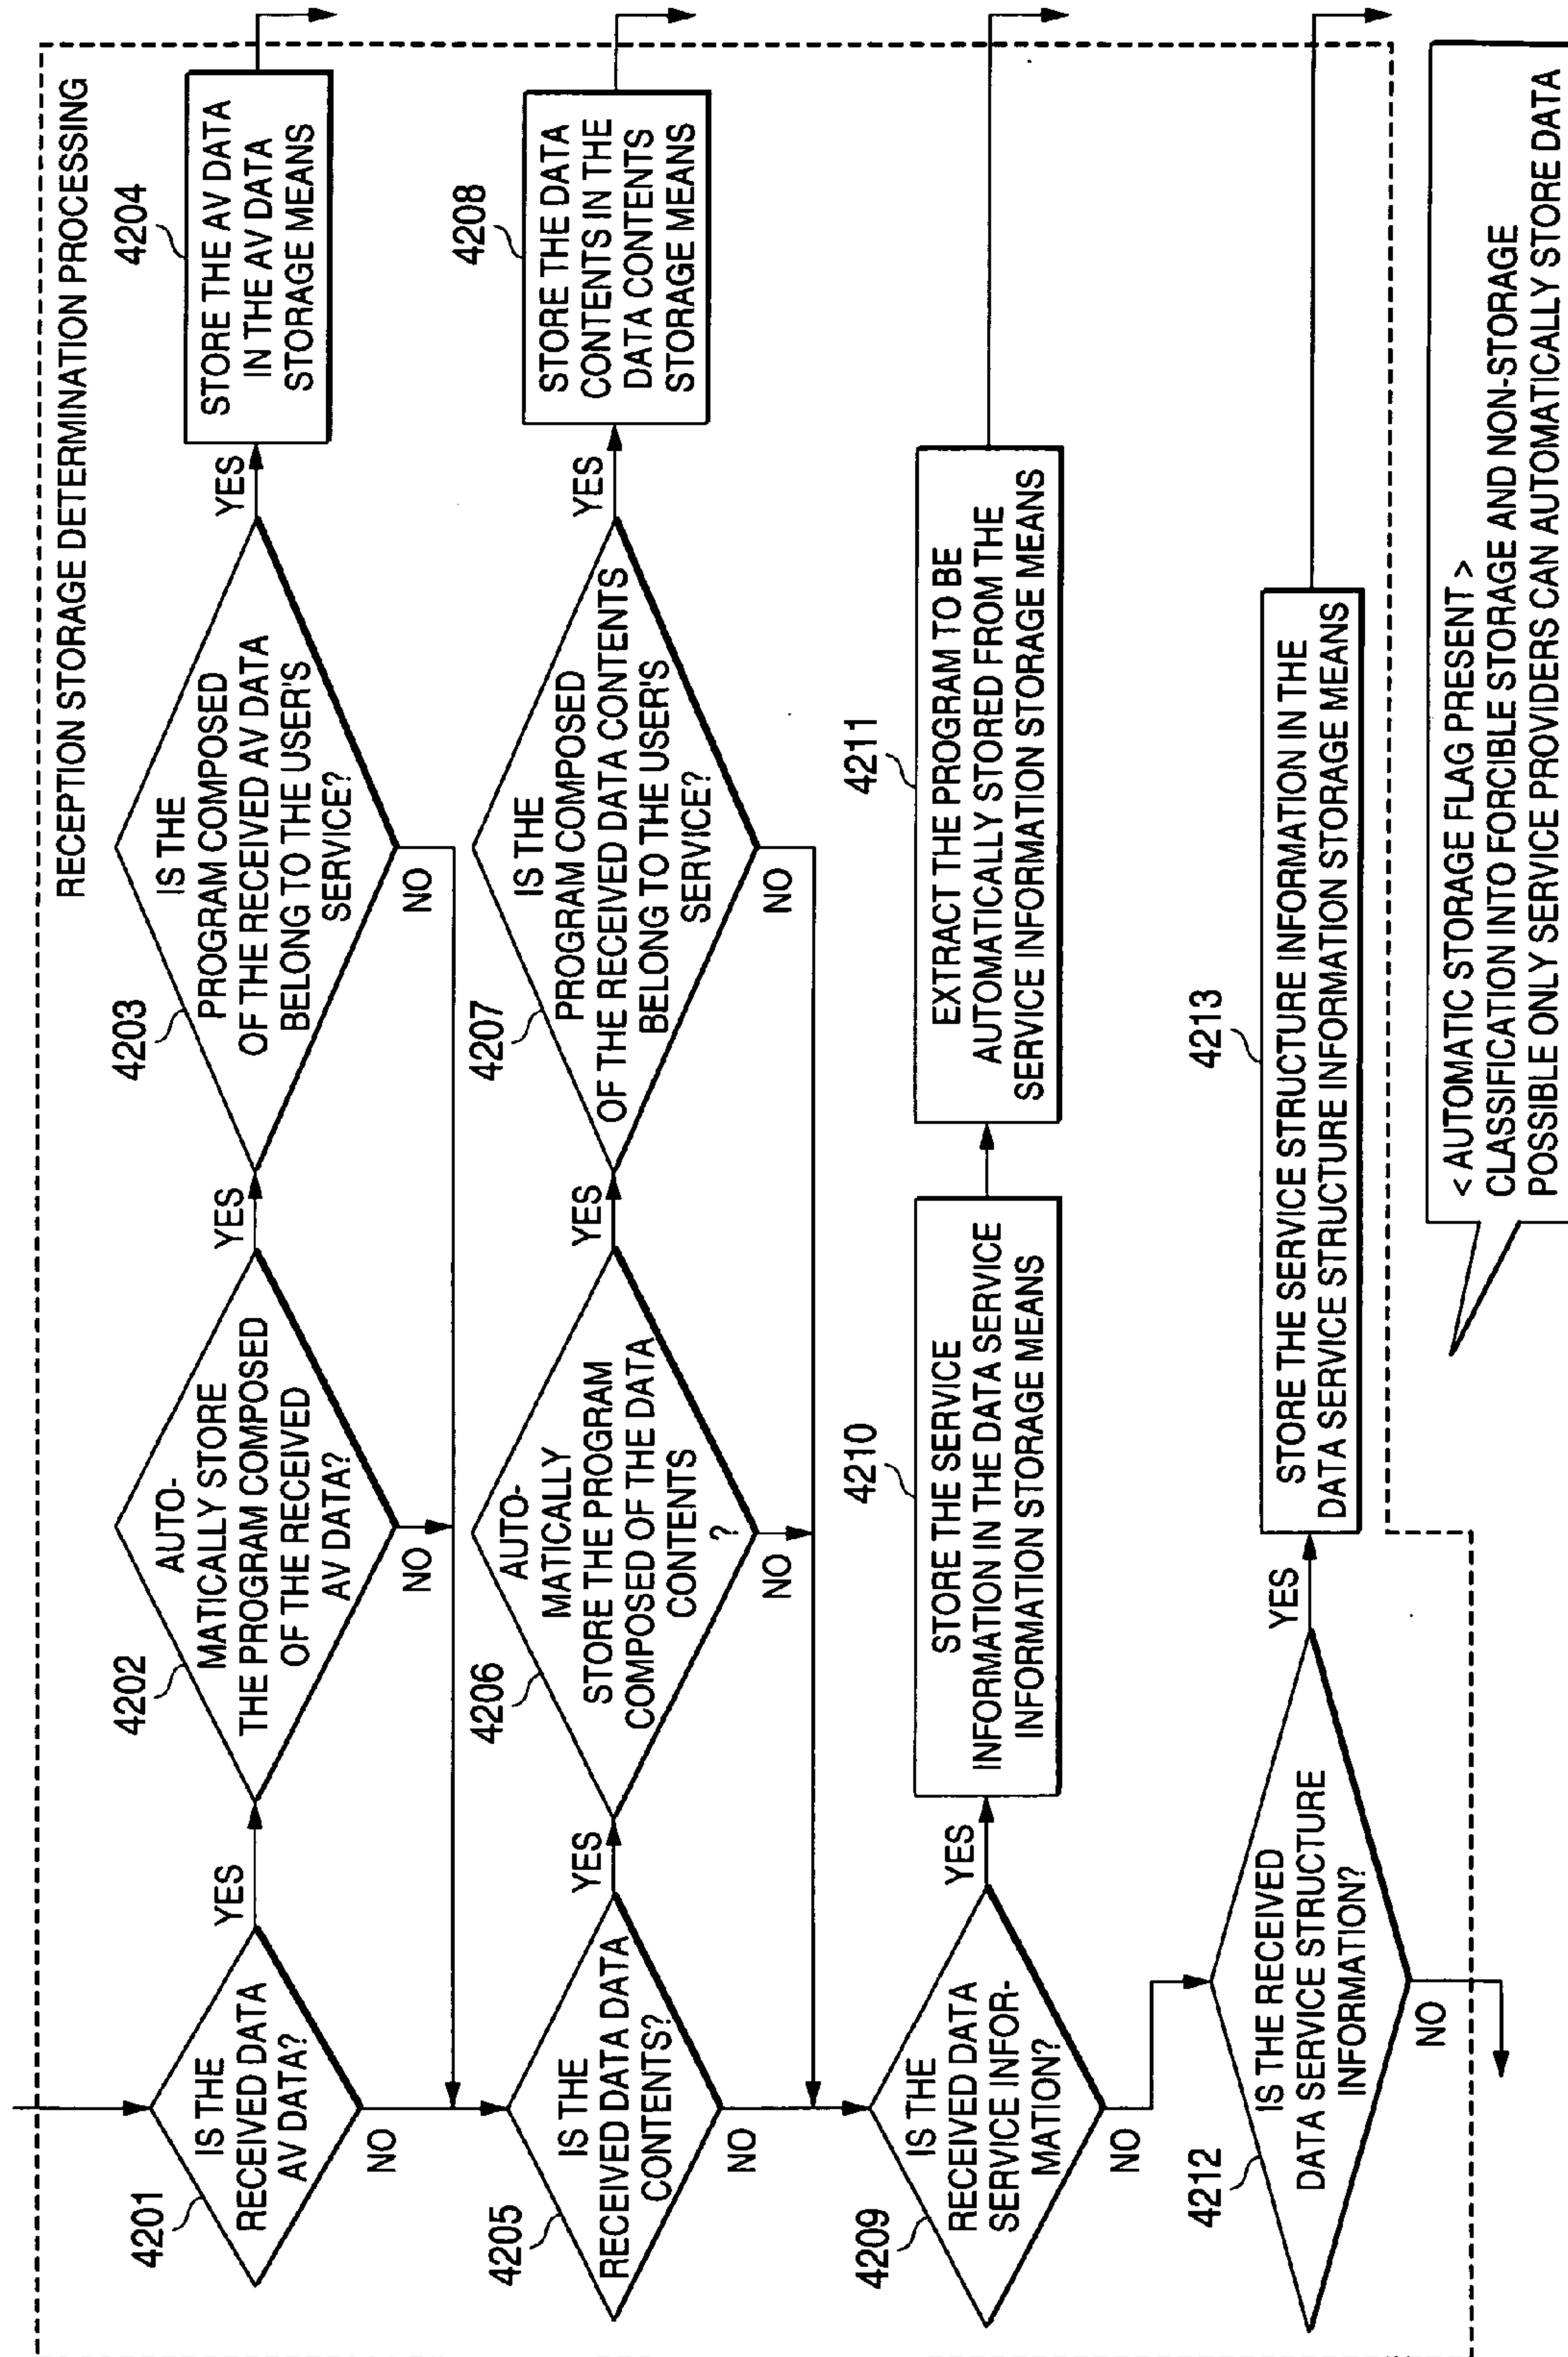 RECEPTION STORAGE DETERMINATION PROCESSING
4201
IS THE
RECEIVED DATA
AV DATA?
YES
NO
4202
AUTO-
MATICALLY STORE
THE PROGRAM COMPOSED
OF THE RECEIVED
AV DATA?
YES
NO
4203
IS THE
PROGRAM COMPOSED
OF THE RECEIVED AV DATA
BELONG TO THE USER'S
SERVICE?
YES
NO
4204
STORE THE AV DATA
IN THE AV DATA
STORAGE MEANS
4205
IS THE
RECEIVED DATA DATA
CONTENTS?
YES
NO
4206
AUTO-
MATICALLY
STORE THE PROGRAM
COMPOSED OF THE DATA
CONTENTS
?
YES
NO
4207
IS THE
PROGRAM COMPOSED
OF THE RECEIVED DATA CONTENTS
BELONG TO THE USER'S
SERVICE?
YES
NO
4208
STORE THE DATA
CONTENTS IN THE
DATA CONTENTS
STORAGE MEANS
4209
IS THE
RECEIVED DATA
SERVICE INFOR-
MATION?
YES
NO
4210
STORE THE SERVICE
INFORMATION IN THE DATA SERVICE
INFORMATION STORAGE MEANS
4211
EXTRACT THE PROGRAM TO BE
AUTOMATICALLY STORED FROM THE
SERVICE INFORMATION STORAGE MEANS
4212
IS THE RECEIVED
DATA SERVICE STRUCTURE
INFORMATION?
YES
NO
4213
STORE THE SERVICE STRUCTURE INFORMATION IN THE
DATA SERVICE STRUCTURE INFORMATION STORAGE MEANS
< AUTOMATIC STORAGE FLAG PRESENT >
CLASSIFICATION INTO FORCIBLE STORAGE AND NON-STORAGE
POSSIBLE ONLY SERVICE PROVIDERS CAN AUTOMATICALLY STORE DATA